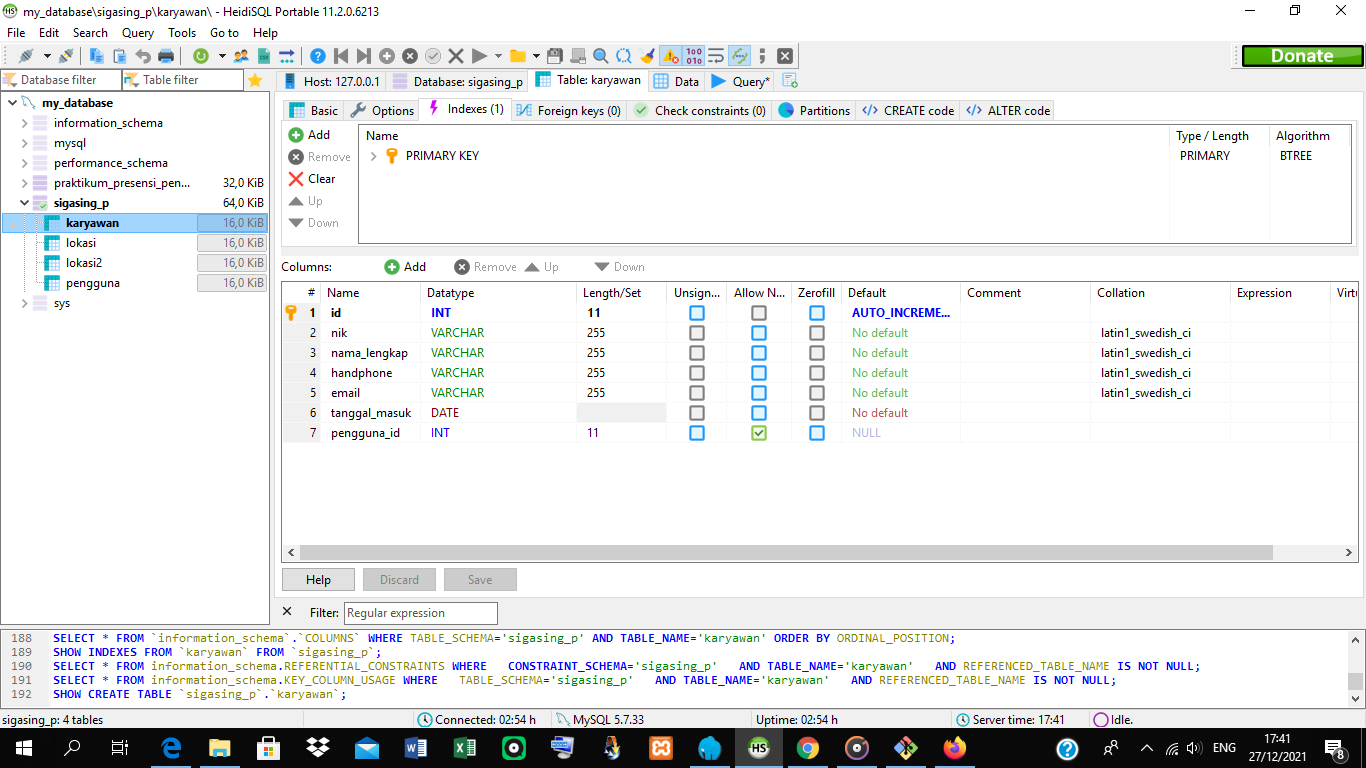 my_database\sigasing_p\karyawan\ - HeidiSQL Portable 11.2.0.6213
File Edit Search Query Tools Go to Help
Donate
Database filter Table filter Host: 127.0.0.1 Database: sigasing_p Table: karyawan Data Query*
my_database
information_schema
mysql
performance_schema
praktikum_presensi_pen... 32,0 KiB
sigasing_p 64,0 KiB
karyawan 16,0 KiB
lokasi 16,0 KiB
lokasi2 16,0 KiB
pengguna 16,0 KiB
sys
Basic Options Indexes (1) Foreign keys (0) Check constraints (0) Partitions CREATE code ALTER code
Add
Remove
Clear
Up
Down
Name Type / Length Algorithm
PRIMARY KEY PRIMARY BTREE
Columns: Add Remove Up Down
# Name Datatype Length/Set Unsign... Allow N... Zerofill Default Comment Collation Expression Virtu
1 id INT 11 AUTO_INCREME...
2 nik VARCHAR 255 No default latin1_swedish_ci
3 nama_lengkap VARCHAR 255 No default latin1_swedish_ci
4 handphone VARCHAR 255 No default latin1_swedish_ci
5 email VARCHAR 255 No default latin1_swedish_ci
6 tanggal_masuk DATE No default
7 pengguna_id INT 11 NULL
Help Discard Save
Filter: Regular expression
188 SELECT * FROM `information_schema`.`COLUMNS` WHERE TABLE_SCHEMA='sigasing_p' AND TABLE_NAME='karyawan' ORDER BY ORDINAL_POSITION;
189 SHOW INDEXES FROM `karyawan` FROM `sigasing_p`;
190 SELECT * FROM information_schema.REFERENTIAL_CONSTRAINTS WHERE CONSTRAINT_SCHEMA='sigasing_p' AND TABLE_NAME='karyawan' AND REFERENCED_TABLE_NAME IS NOT NULL;
191 SELECT * FROM information_schema.KEY_COLUMN_USAGE WHERE TABLE_SCHEMA='sigasing_p' AND TABLE_NAME='karyawan' AND REFERENCED_TABLE_NAME IS NOT NULL;
192 SHOW CREATE TABLE `sigasing_p`.`karyawan`;
sigasing_p: 4 tables Connected: 02:54 h MySQL 5.7.33 Uptime: 02:54 h Server time: 17:41 Idle.
ENG 17:41
27/12/2021 8